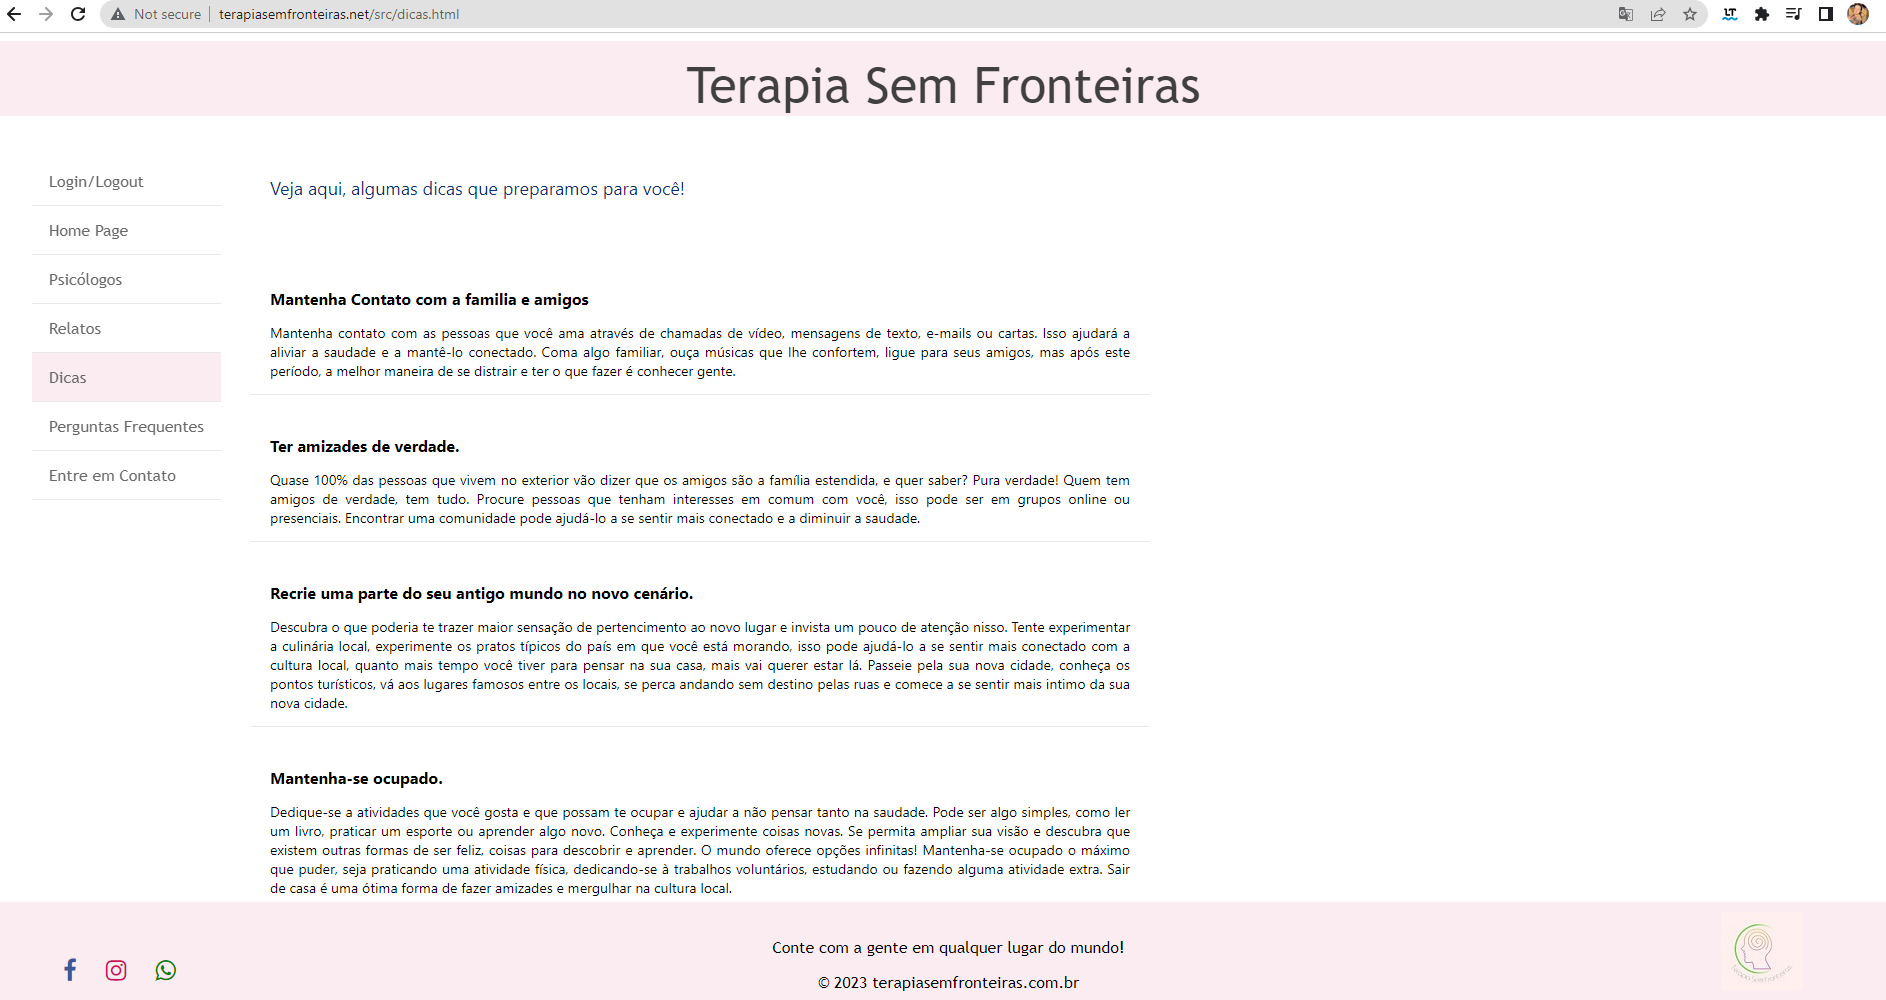 Not secure | terapiasemfronteiras.net/src/dicas.html
Terapia Sem Fronteiras
Login/Logout
Home Page
Psicólogos
Relatos
Dicas
Perguntas Frequentes
Entre em Contato
Veja aqui, algumas dicas que preparamos para você!
Mantenha Contato com a familia e amigos
Mantenha contato com as pessoas que você ama através de chamadas de vídeo, mensagens de texto, e-mails ou cartas. Isso ajudará a
aliviar a saudade e a mantê-lo conectado. Coma algo familiar, ouça músicas que lhe confortem, ligue para seus amigos, mas após este
período, a melhor maneira de se distrair e ter o que fazer é conhecer gente.
Ter amizades de verdade.
Quase 100% das pessoas que vivem no exterior vão dizer que os amigos são a família estendida, e quer saber? Pura verdade! Quem tem
amigos de verdade, tem tudo. Procure pessoas que tenham interesses em comum com você, isso pode ser em grupos online ou
presenciais. Encontrar uma comunidade pode ajudá-lo a se sentir mais conectado e a diminuir a saudade.
Recrie uma parte do seu antigo mundo no novo cenário.
Descubra o que poderia te trazer maior sensação de pertencimento ao novo lugar e invista um pouco de atenção nisso. Tente experimentar
a culinária local, experimente os pratos típicos do país em que você está morando, isso pode ajudá-lo a se sentir mais conectado com a
cultura local, quanto mais tempo você tiver para pensar na sua casa, mais vai querer estar lá. Passeie pela sua nova cidade, conheça os
pontos turísticos, vá aos lugares famosos entre os locais, se perca andando sem destino pelas ruas e comece a se sentir mais intimo da sua
nova cidade.
Mantenha-se ocupado.
Dedique-se a atividades que você gosta e que possam te ocupar e ajudar a não pensar tanto na saudade. Pode ser algo simples, como ler
um livro, praticar um esporte ou aprender algo novo. Conheça e experimente coisas novas. Se permita ampliar sua visão e descubra que
existem outras formas de ser feliz, coisas para descobrir e aprender. O mundo oferece opções infinitas! Mantenha-se ocupado o máximo
que puder, seja praticando uma atividade física, dedicando-se à trabalhos voluntários, estudando ou fazendo alguma atividade extra. Sair
de casa é uma ótima forma de fazer amizades e mergulhar na cultura local.
Conte com a gente em qualquer lugar do mundo!
© 2023 terapiasemfronteiras.com.br
Terapia Sem Fronteiras
LT